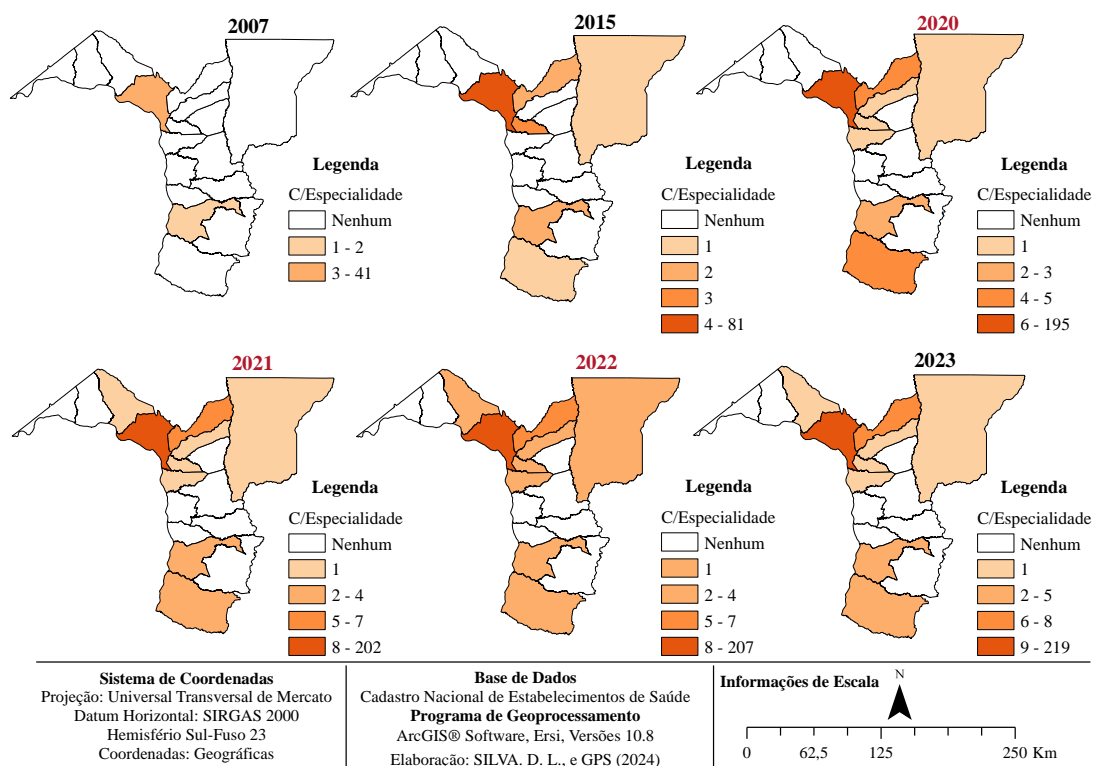 2007
Legenda
C/Especialidade
Nenhum
1 - 2
3 - 41
2015
Legenda
C/Especialidade
Nenhum
1
2
3
4 - 81
2020
Legenda
C/Especialidade
Nenhum
1
2 - 3
4 - 5
6 - 195
2021
Legenda
C/Especialidade
Nenhum
1
2 - 4
5 - 7
8 - 202
2022
Legenda
C/Especialidade
Nenhum
1
2 - 4
5 - 7
8 - 207
2023
Legenda
C/Especialidade
Nenhum
1
2 - 5
6 - 8
9 - 219
Sistema de Coordenadas
Projeção: Universal Transversal de Mercato
Datum Horizontal: SIRGAS 2000
Hemisfério Sul-Fuso 23
Coordenadas: Geográficas
Base de Dados
Cadastro Nacional de Estabelecimentos de Saúde
Programa de Geoprocessamento
ArcGIS® Software, Ersi, Versões 10.8
Elaboração: SILVA. D. L., e GPS (2024)
Informações de Escala
N
0 62,5 125 250 Km